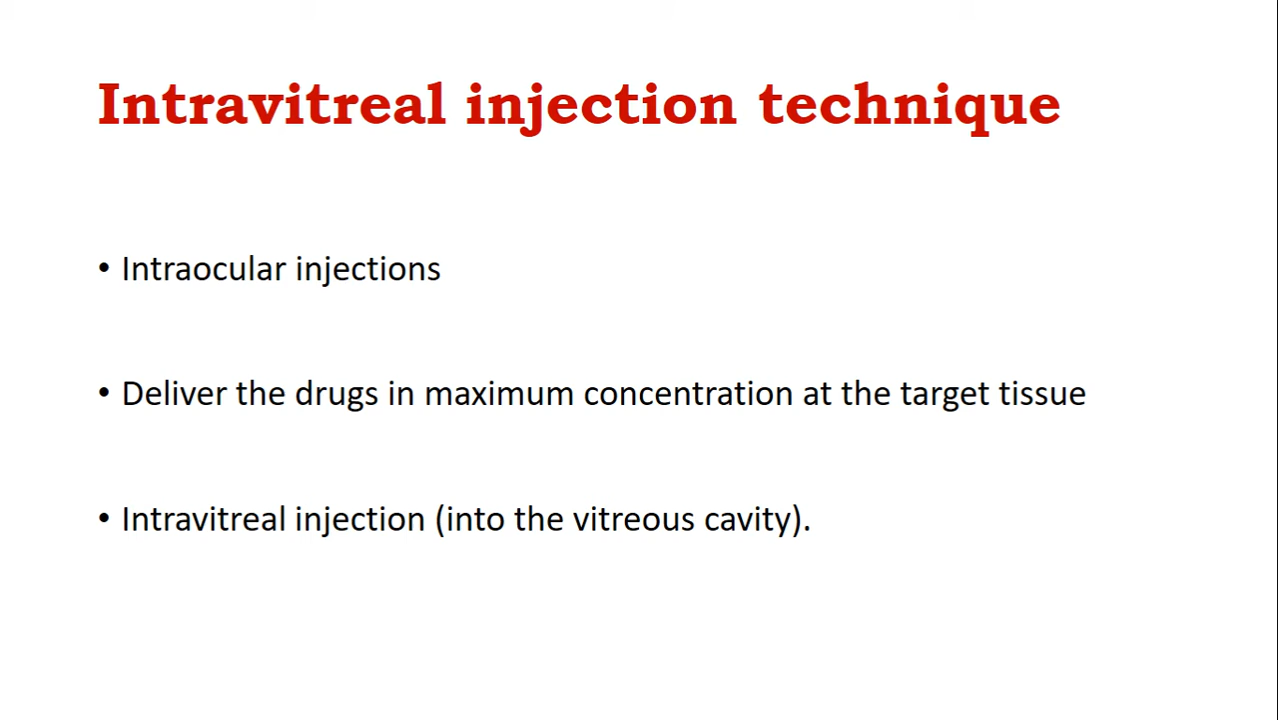 Intravitreal injection technique
• Intraocular injections
• Deliver the drugs in maximum concentration at the target tissue
• Intravitreal injection (into the vitreous cavity).